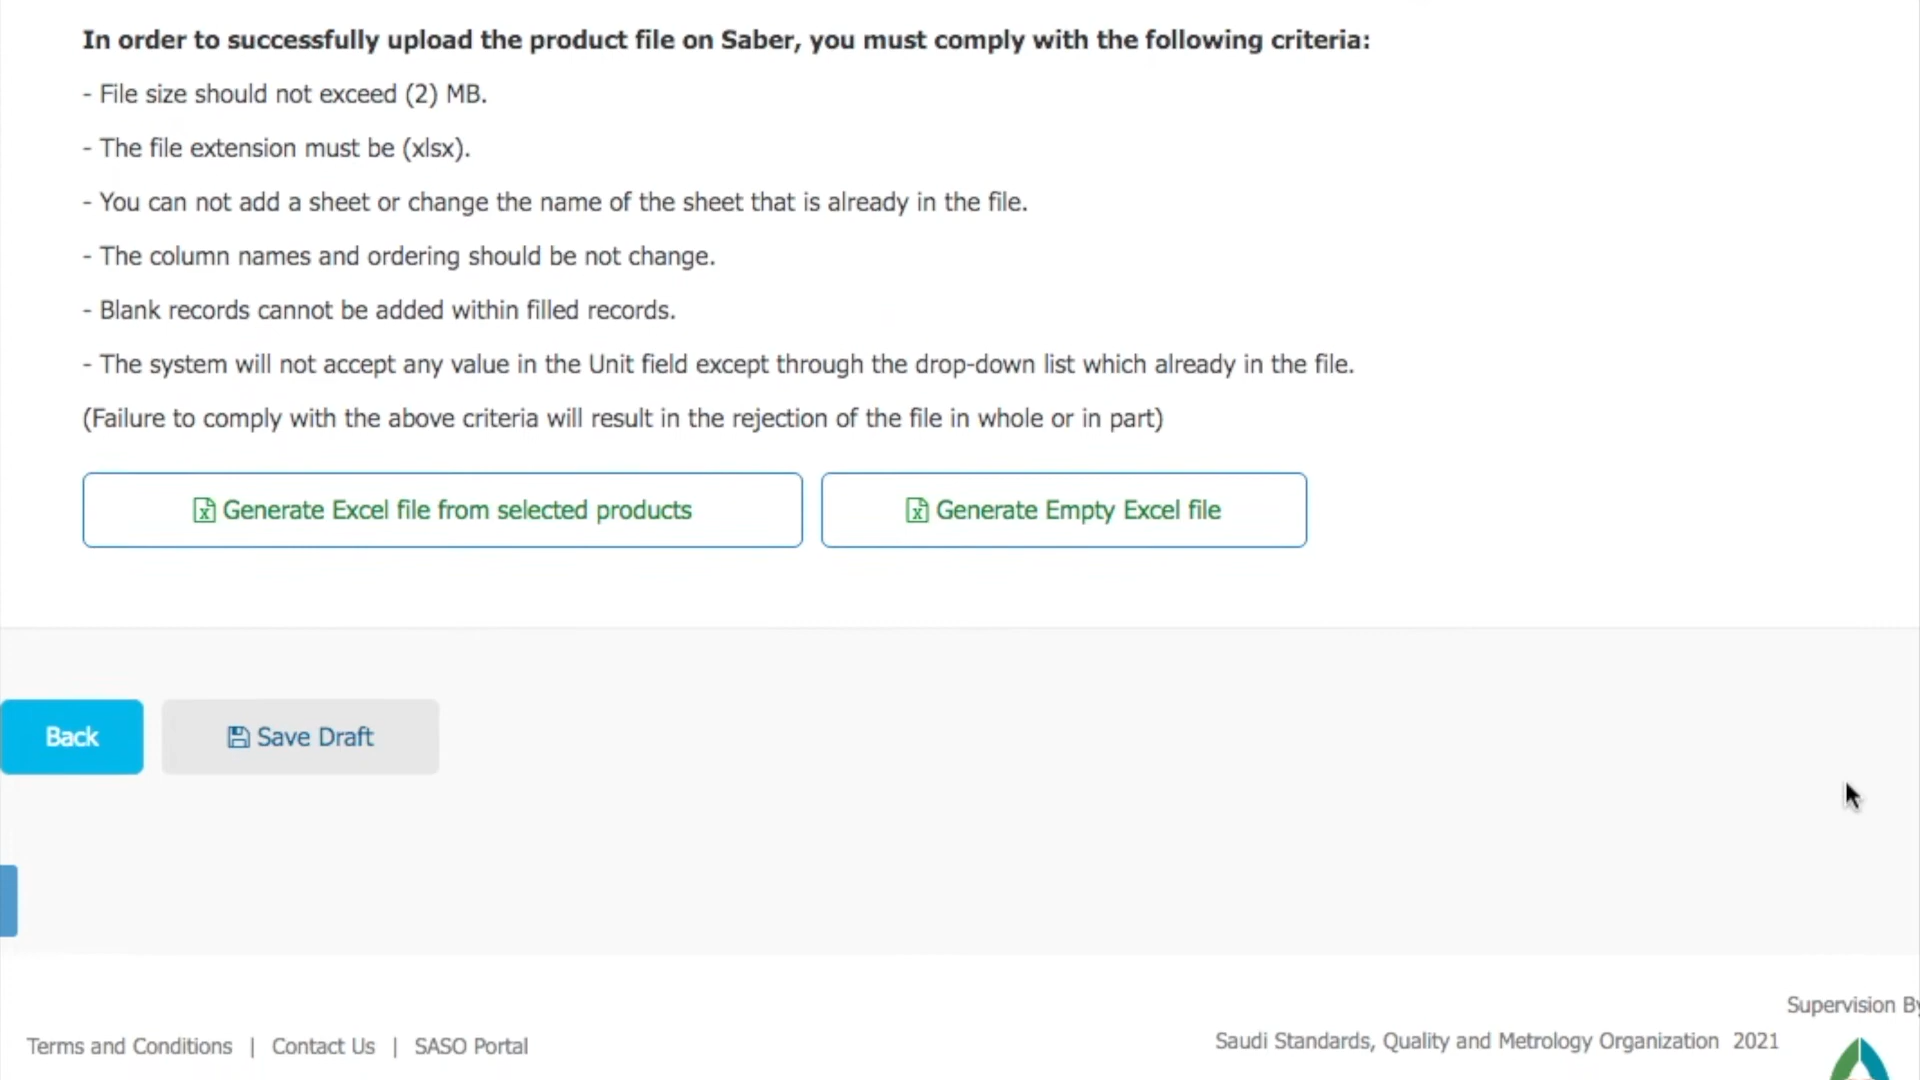 In order to successfully upload the product file on Saber, you must comply with the following criteria:
- File size should not exceed (2) MB.
- The file extension must be (xlsx).
- You can not add a sheet or change the name of the sheet that is already in the file.
- The column names and ordering should be not change.
- Blank records cannot be added within filled records.
- The system will not accept any value in the Unit field except through the drop-down list which already in the file.
(Failure to comply with the above criteria will result in the rejection of the file in whole or in part)
Generate Excel file from selected products
Generate Empty Excel file
Back
Save Draft
Supervision By
Terms and Conditions | Contact Us | SASO Portal
Saudi Standards, Quality and Metrology Organization 2021